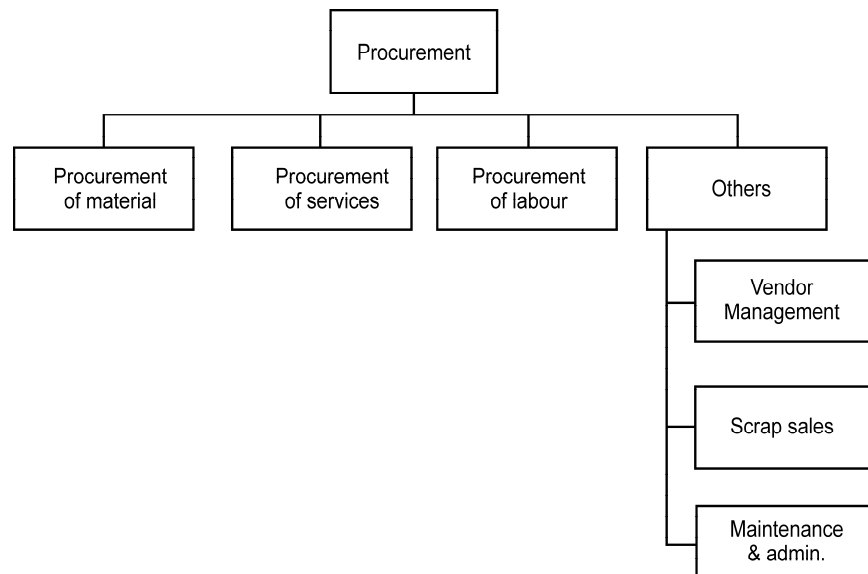 Procurement
Procurement
of material
Procurement
of services
Procurement
of labour
Others
Vendor
Management
Scrap sales
Maintenance
& admin.